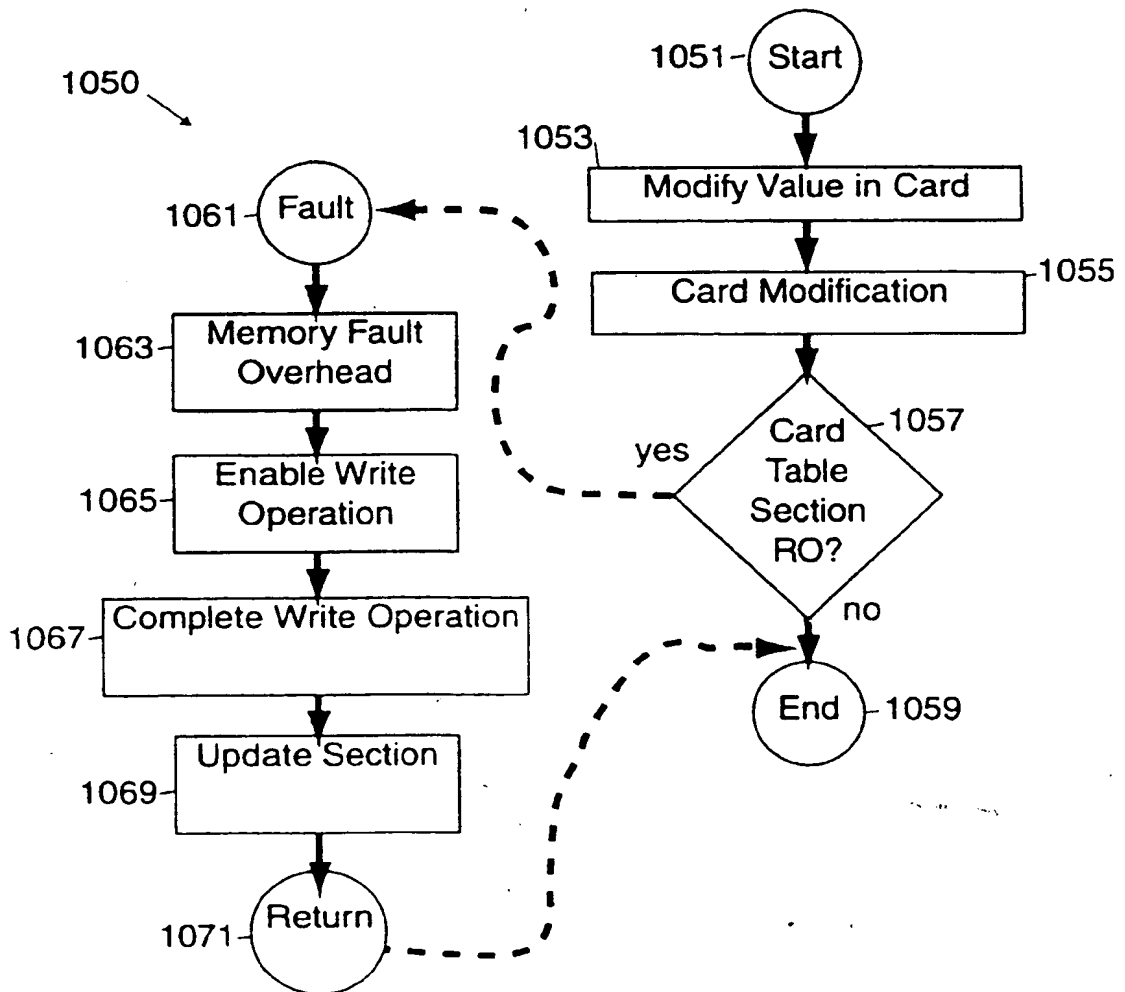 1050
1051
Start
1053
Modify Value in Card
1055
Card Modification
1057
Card
Table
Section
RO?
yes
no
End
1059
1061
Fault
1063
Memory Fault
Overhead
1065
Enable Write
Operation
1067
Complete Write Operation
1069
Update Section
1071
Return